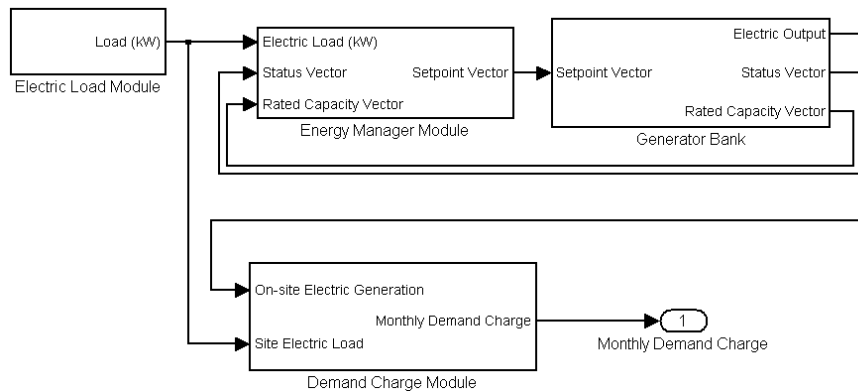 Load (kW)
Electric Load Module
Electric Load (kW)
Status Vector
Setpoint Vector
Rated Capacity Vector
Energy Manager Module
Setpoint Vector
Electric Output
Status Vector
Rated Capacity Vector
Generator Bank
On-site Electric Generation
Monthly Demand Charge
Site Electric Load
Demand Charge Module
1
Monthly Demand Charge